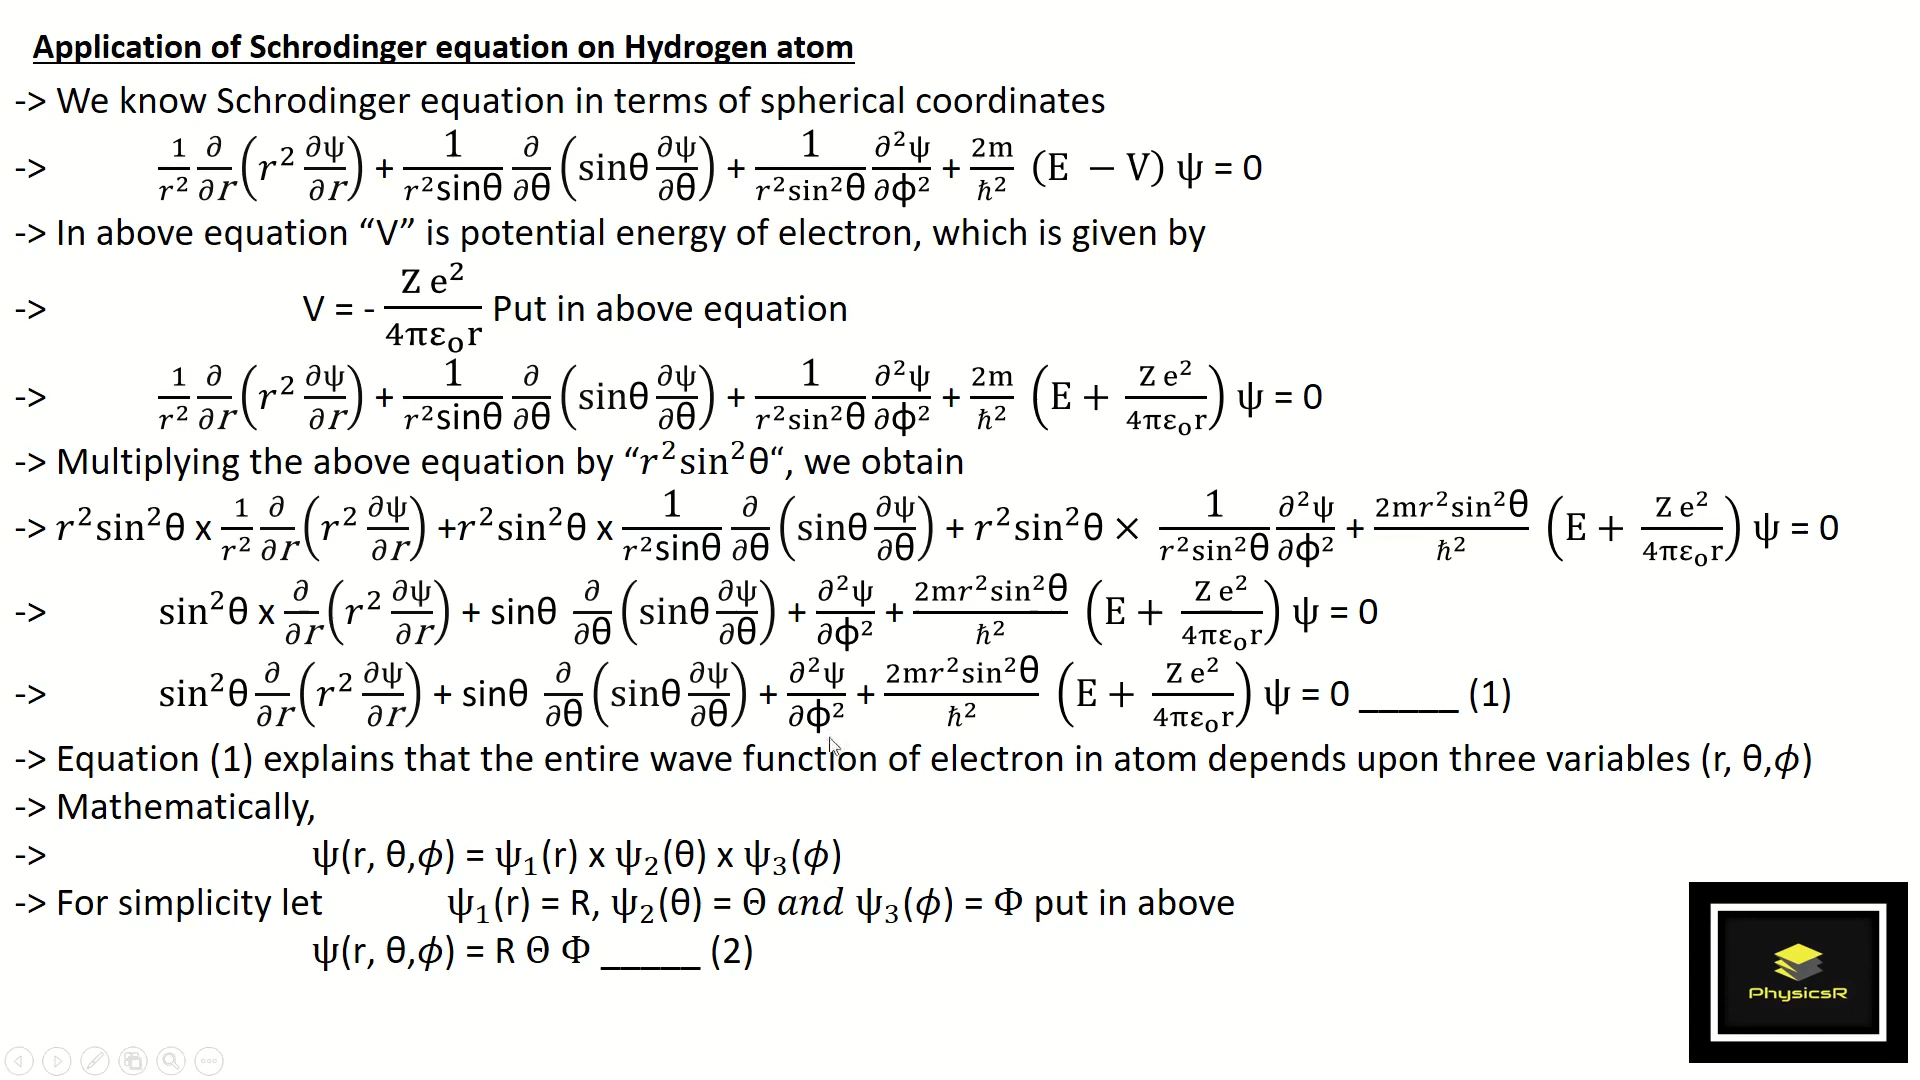 Application of Schrodinger equation on Hydrogen atom
-> We know Schrodinger equation in terms of spherical coordinates
-> 1/r² ∂/∂r (r² ∂ψ/∂r) + 1/(r²sinθ) ∂/∂θ (sinθ ∂ψ/∂θ) + 1/(r²sin²θ) ∂²ψ/∂ϕ² + 2m/ħ² (E − V) ψ = 0
-> In above equation “V” is potential energy of electron, which is given by
-> V = - Z e²/(4πε₀r) Put in above equation
-> 1/r² ∂/∂r (r² ∂ψ/∂r) + 1/(r²sinθ) ∂/∂θ (sinθ ∂ψ/∂θ) + 1/(r²sin²θ) ∂²ψ/∂ϕ² + 2m/ħ² (E + Z e²/(4πε₀r)) ψ = 0
-> Multiplying the above equation by “r²sin²θ“, we obtain
-> r²sin²θ x 1/r² ∂/∂r (r² ∂ψ/∂r) +r²sin²θ x 1/(r²sinθ) ∂/∂θ (sinθ ∂ψ/∂θ) + r²sin²θ × 1/(r²sin²θ) ∂²ψ/∂ϕ² + 2mr²sin²θ/ħ² (E + Z e²/(4πε₀r)) ψ = 0
-> sin²θ x ∂/∂r (r² ∂ψ/∂r) + sinθ ∂/∂θ (sinθ ∂ψ/∂θ) + ∂²ψ/∂ϕ² + 2mr²sin²θ/ħ² (E + Z e²/(4πε₀r)) ψ = 0
-> sin²θ ∂/∂r (r² ∂ψ/∂r) + sinθ ∂/∂θ (sinθ ∂ψ/∂θ) + ∂²ψ/∂ϕ² + 2mr²sin²θ/ħ² (E + Z e²/(4πε₀r)) ψ = 0 _____ (1)
-> Equation (1) explains that the entire wave function of electron in atom depends upon three variables (r, θ,ϕ)
-> Mathematically,
-> ψ(r, θ,ϕ) = ψ₁(r) x ψ₂(θ) x ψ₃(ϕ)
-> For simplicity let ψ₁(r) = R, ψ₂(θ) = Θ and ψ₃(ϕ) = Φ put in above
ψ(r, θ,ϕ) = R Θ Φ _____ (2)
PhysicsR